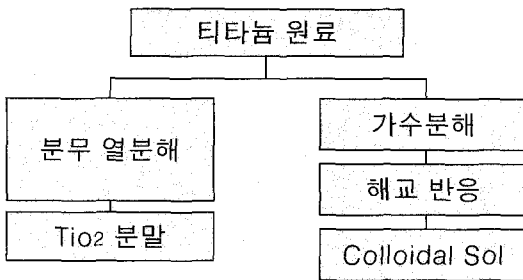 티타늄 원료
분무 열분해
Tio2 분말
가수분해
해교 반응
Colloidal Sol